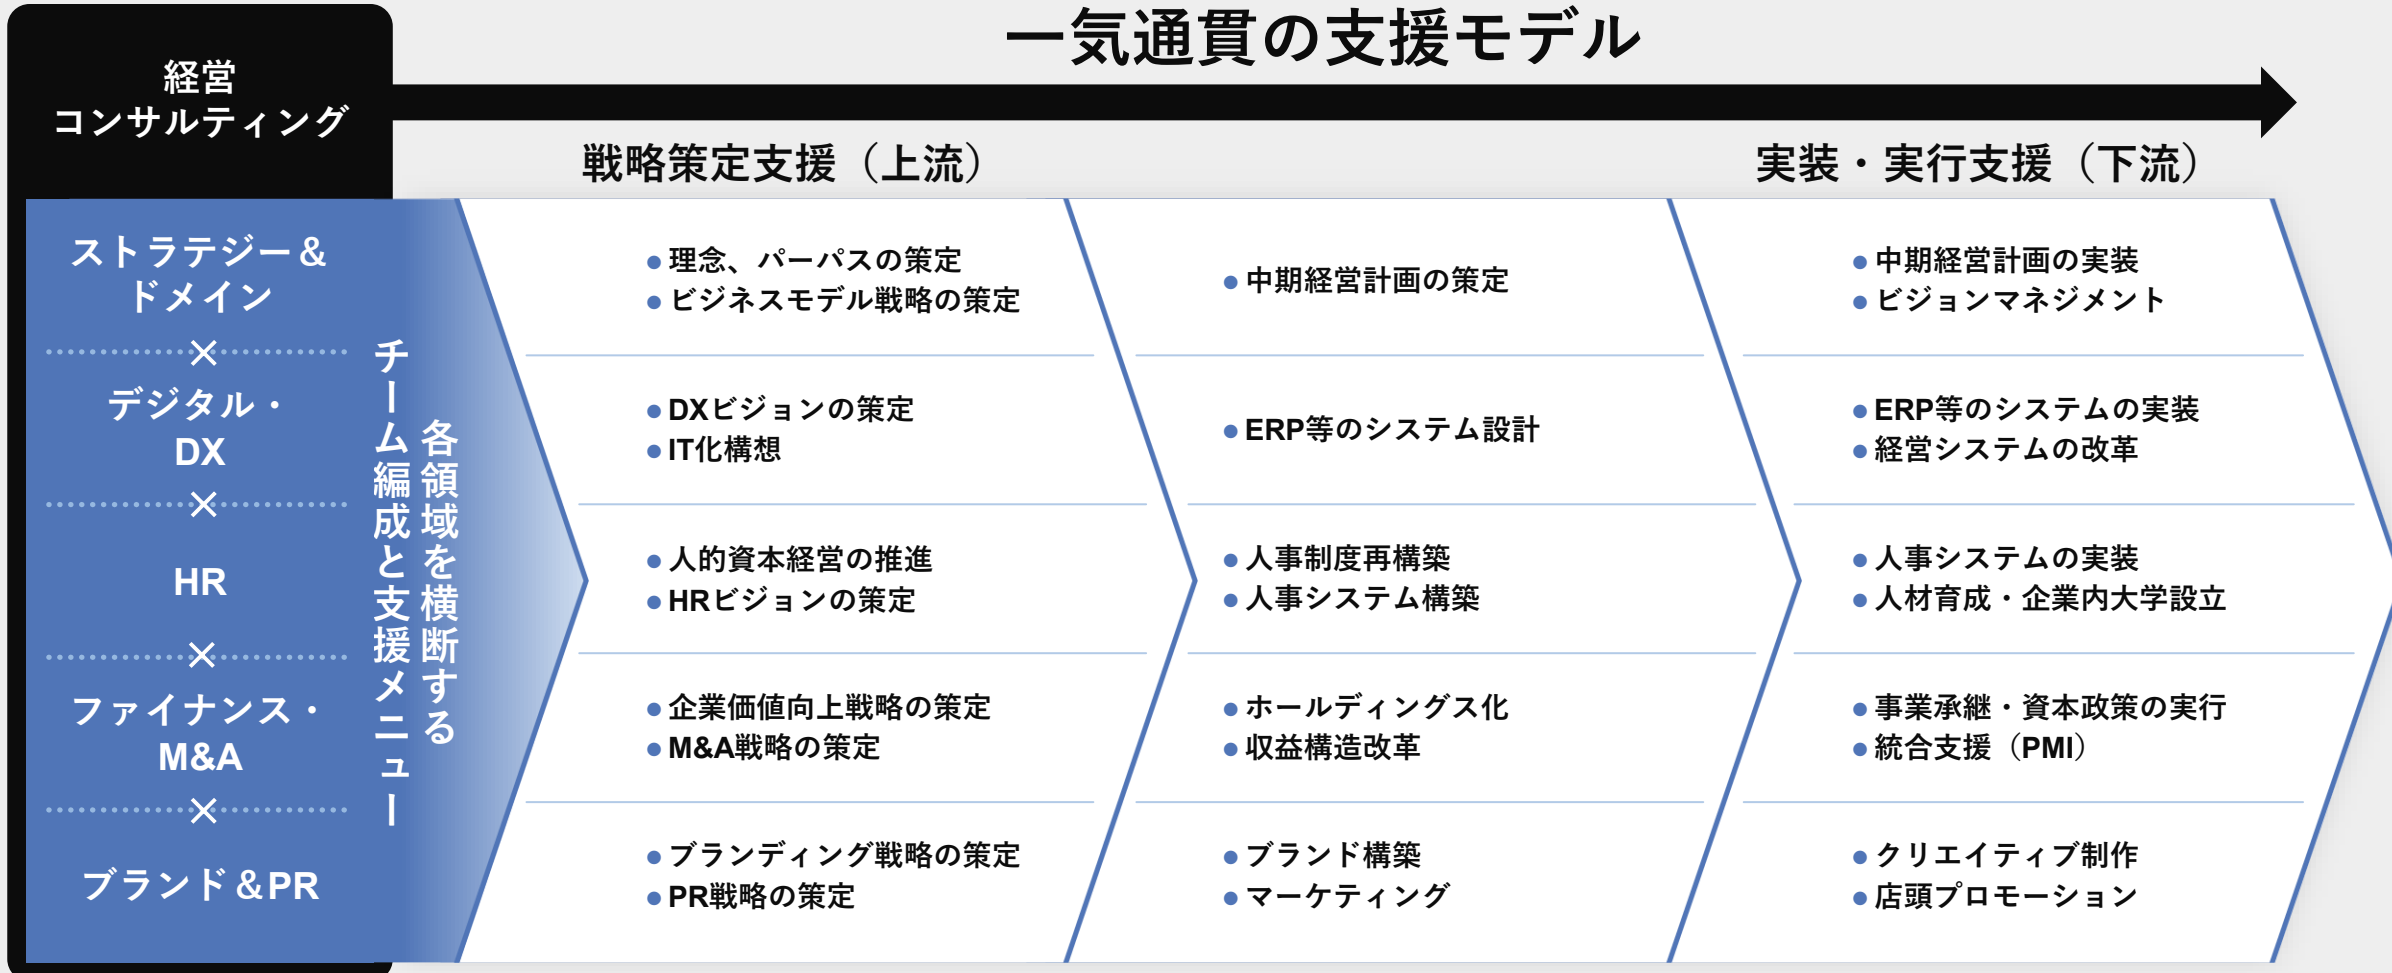 一気通貫の支援モデル
経営
コンサルティング
戦略策定支援（上流）
実装・実行支援（下流）
ストラテジー＆
ドメイン
×
デジタル・
DX
×
HR
×
ファイナンス・
M&A
×
ブランド＆PR
各領域を横断する
チーム編成と支援メニュー
●理念、パーパスの策定
●ビジネスモデル戦略の策定
●中期経営計画の策定
●中期経営計画の実装
●ビジョンマネジメント
●DXビジョンの策定
●IT化構想
●ERP等のシステム設計
●ERP等のシステムの実装
●経営システムの改革
●人的資本経営の推進
●HRビジョンの策定
●人事制度再構築
●人事システム構築
●人事システムの実装
●人材育成・企業内大学設立
●企業価値向上戦略の策定
●M&A戦略の策定
●ホールディングス化
●収益構造改革
●事業承継・資本政策の実行
●統合支援（PMI）
●ブランディング戦略の策定
●PR戦略の策定
●ブランド構築
●マーケティング
●クリエイティブ制作
●店頭プロモーション